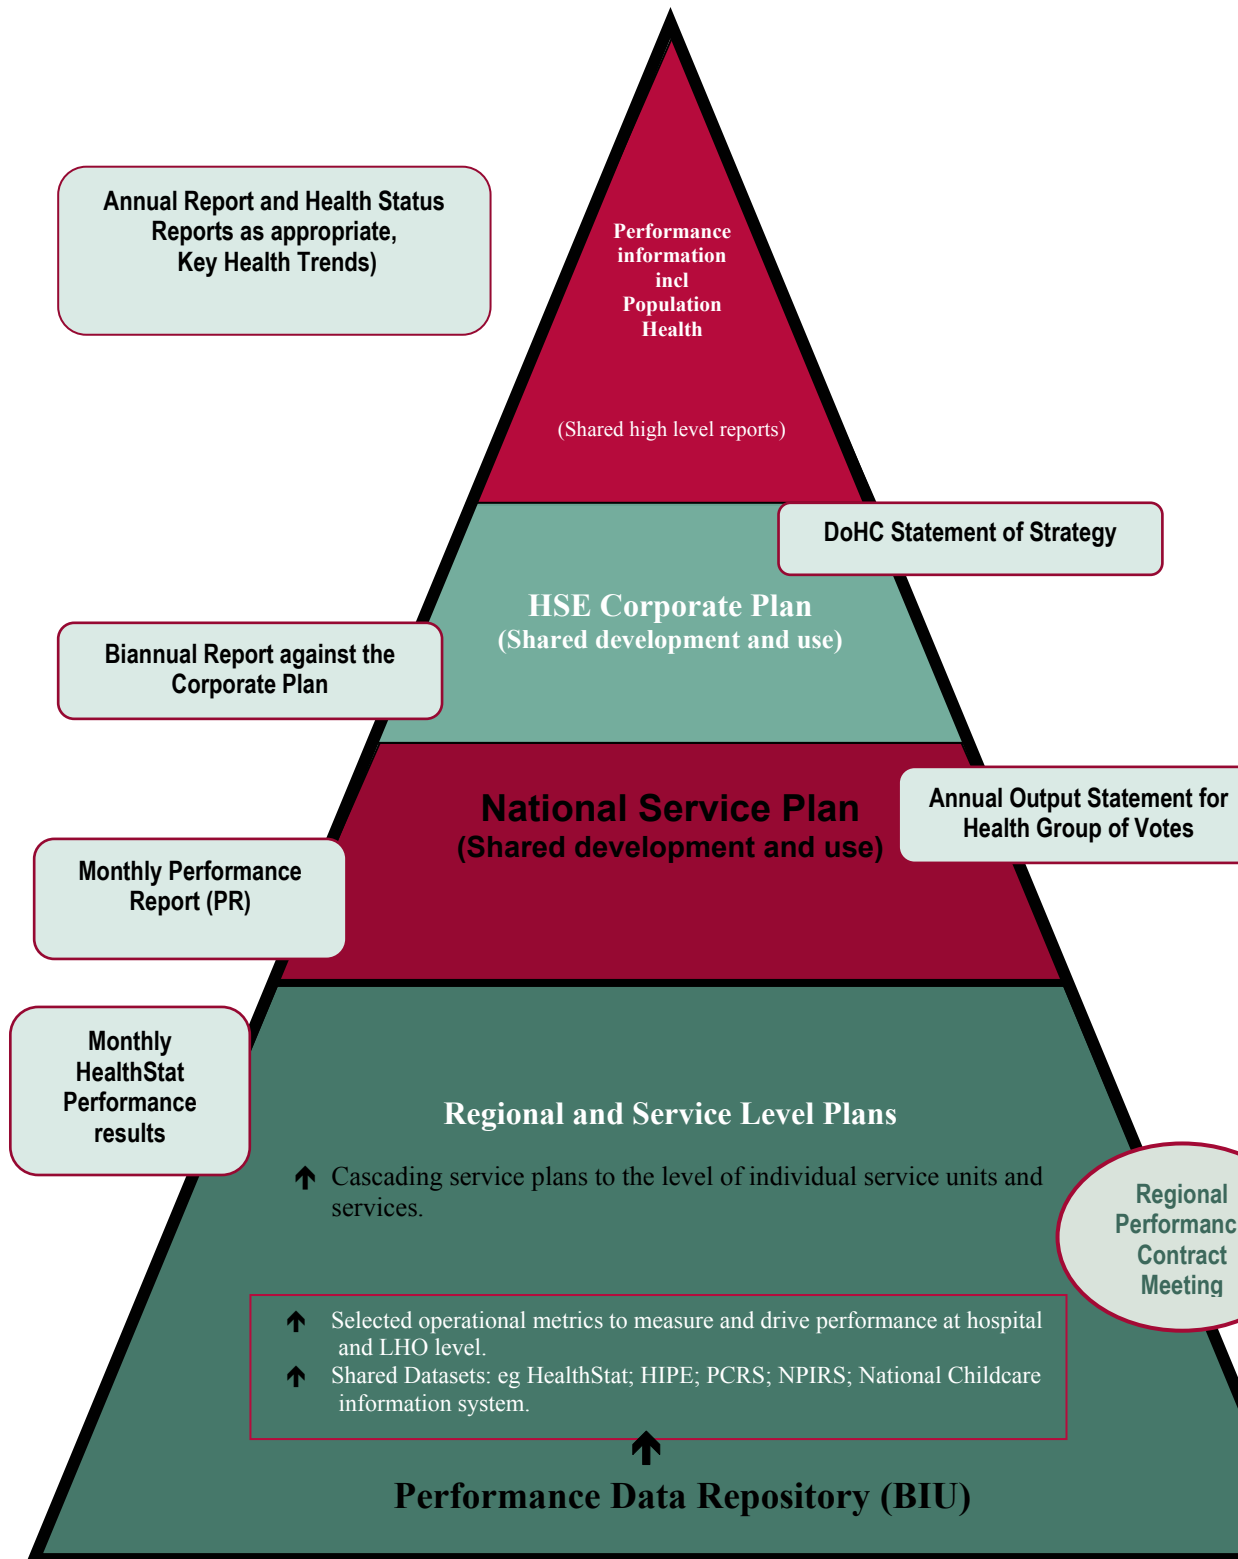 Annual Report and Health Status
Reports as appropriate,
Key Health Trends)
Performance
information
incl
Population
Health
(Shared high level reports)
DoHC Statement of Strategy
HSE Corporate Plan
(Shared development and use)
Biannual Report against the
Corporate Plan
National Service Plan
(Shared development and use)
Annual Output Statement for
Health Group of Votes
Monthly Performance
Report (PR)
Monthly
HealthStat
Performance
results
Regional and Service Level Plans
Cascading service plans to the level of individual service units and
services.
Regional
Performanc
Contract
Meeting
Selected operational metrics to measure and drive performance at hospital
and LHO level.
Shared Datasets: eg HealthStat; HIPE; PCRS; NPIRS; National Childcare
information system.
Performance Data Repository (BIU)